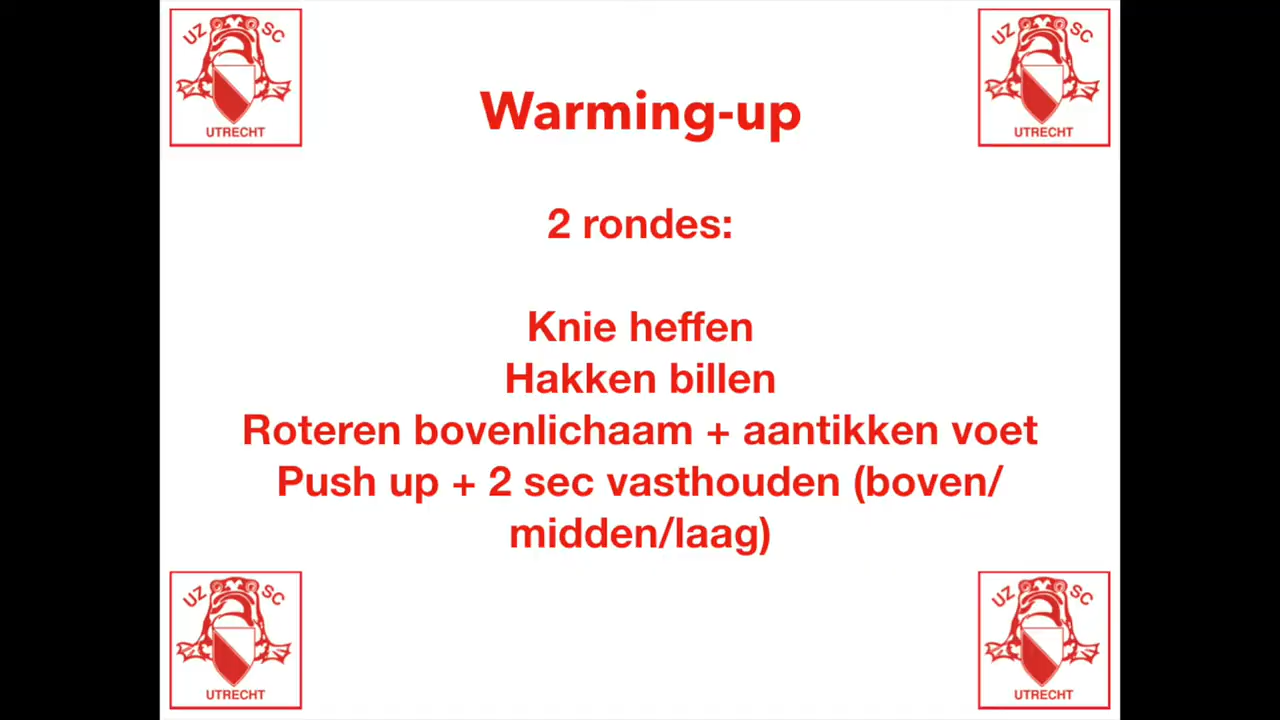 UZ SC
UTRECHT
UZ SC
UTRECHT
Warming-up
2 rondes:
Knie heffen
Hakken billen
Roteren bovenlichaam + aantikken voet
Push up + 2 sec vasthouden (boven/
midden/laag)
UZ SC
UTRECHT
UZ SC
UTRECHT